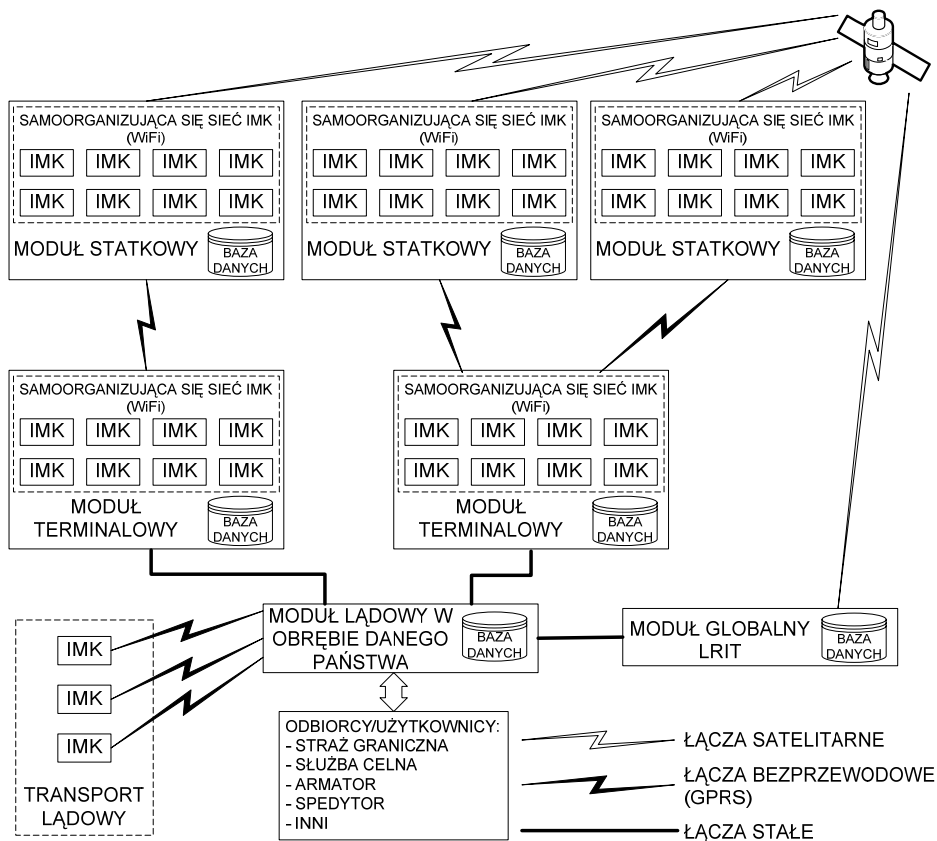 SAMOORGANIZUJĄCA SIĘ SIEĆ IMK
(WiFi)
IMK IMK IMK IMK
IMK IMK IMK IMK
MODUŁ STATKOWY
BAZA
DANYCH
SAMOORGANIZUJĄCA SIĘ SIEĆ IMK
(WiFi)
IMK IMK IMK IMK
IMK IMK IMK IMK
MODUŁ STATKOWY
BAZA
DANYCH
SAMOORGANIZUJĄCA SIĘ SIEĆ IMK
(WiFi)
IMK IMK IMK IMK
IMK IMK IMK IMK
MODUŁ STATKOWY
BAZA
DANYCH
SAMOORGANIZUJĄCA SIĘ SIEĆ IMK
(WiFi)
IMK IMK IMK IMK
IMK IMK IMK IMK
MODUŁ
TERMINALOWY
BAZA
DANYCH
SAMOORGANIZUJĄCA SIĘ SIEĆ IMK
(WiFi)
IMK IMK IMK IMK
IMK IMK IMK IMK
MODUŁ
TERMINALOWY
BAZA
DANYCH
IMK
IMK
IMK
TRANSPORT
LĄDOWY
MODUŁ LĄDOWY W
OBRĘBIE DANEGO
PAŃSTWA
BAZA
DANYCH
MODUŁ GLOBALNY
LRIT
BAZA
DANYCH
ODBIORCY/UŻYTKOWNICY:
- STRAŻ GRANICZNA
- SŁUŻBA CELNA
- ARMATOR
- SPEDYTOR
- INNI
ŁĄCZA SATELITARNE
ŁĄCZA BEZPRZEWODOWE
(GPRS)
ŁĄCZA STAŁE